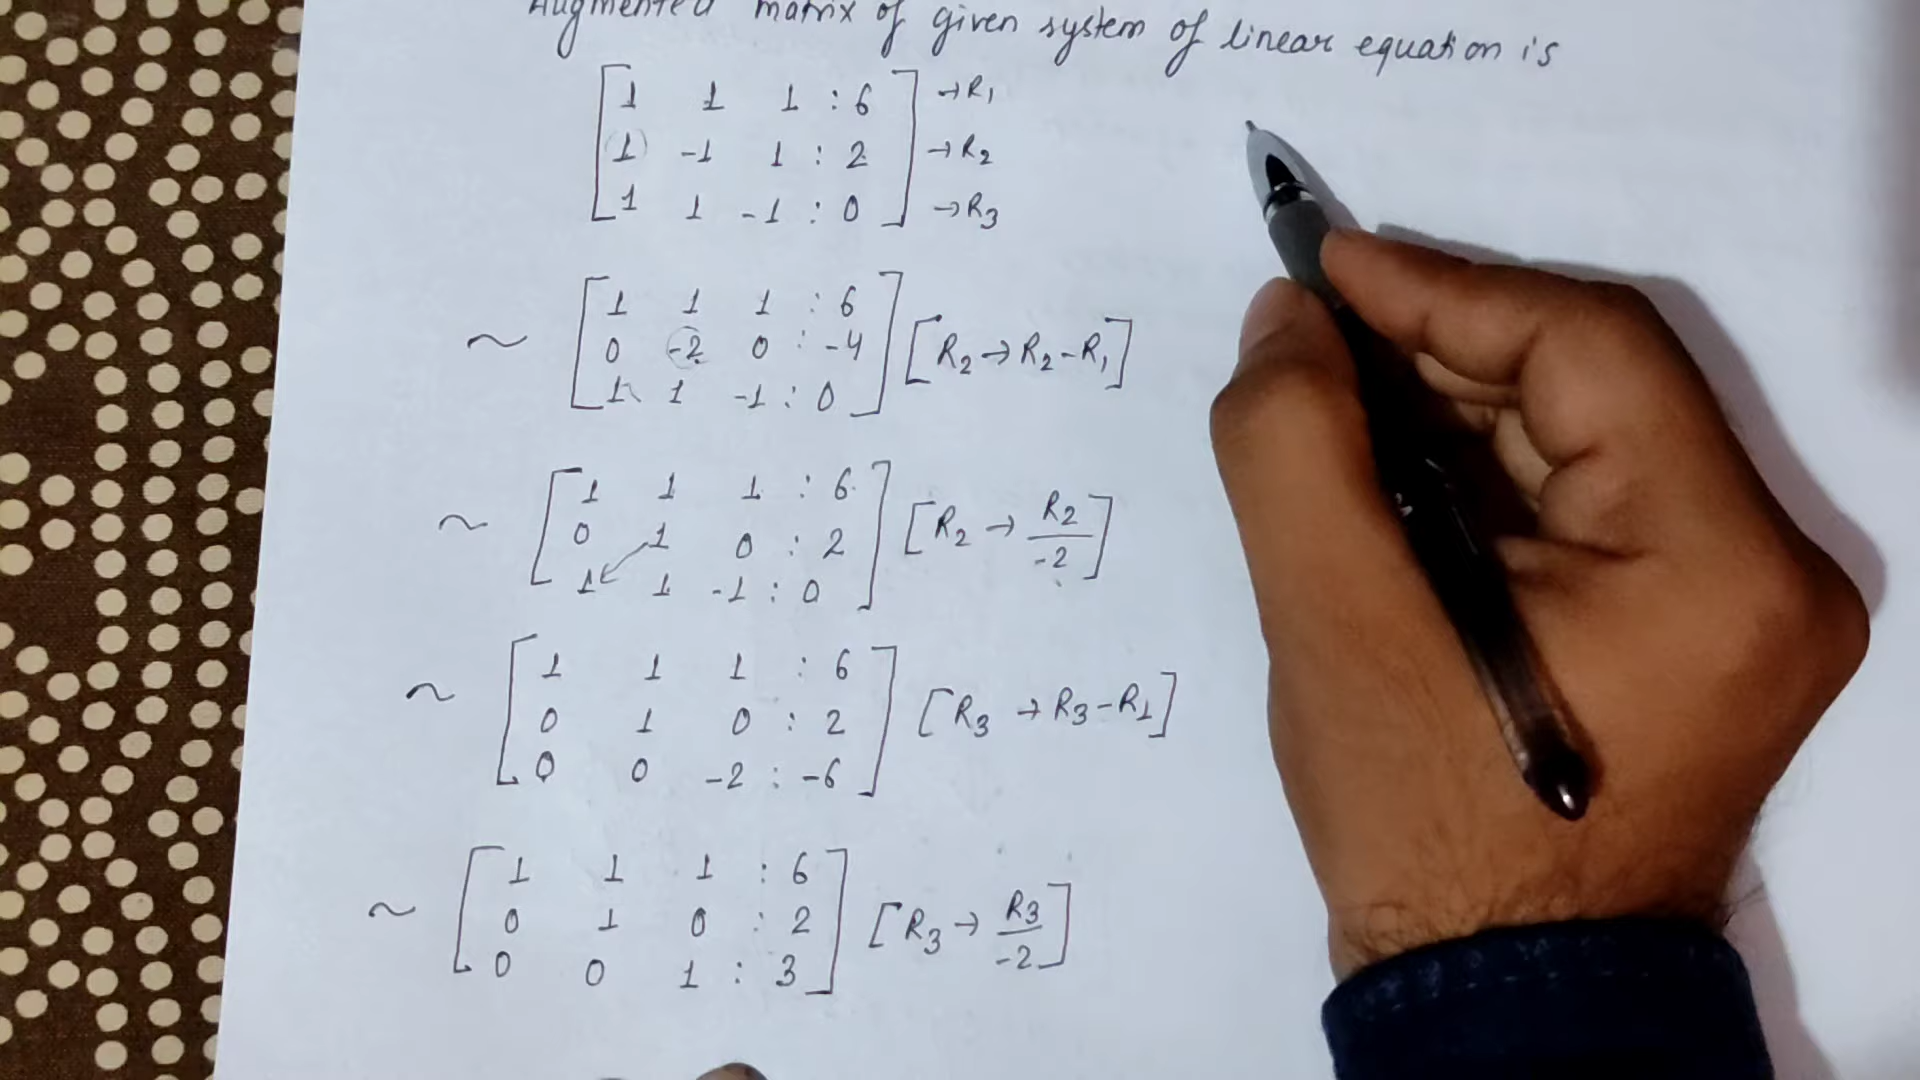 Augmented matrix of given system of linear equation is
1 1 1 : 6 → R1
1 -1 1 : 2 → R2
1 1 -1 : 0 → R3
~ 1 1 1 : 6
0 -2 0 : -4 [R2 → R2 - R1]
1 1 -1 : 0
~ 1 1 1 : 6
0 1 0 : 2 [R2 → R2/-2]
1 1 -1 : 0
~ 1 1 1 : 6
0 1 0 : 2 [R3 → R3 - R1]
0 0 -2 : -6
~ 1 1 1 : 6
0 1 0 : 2 [R3 → R3/-2]
0 0 1 : 3